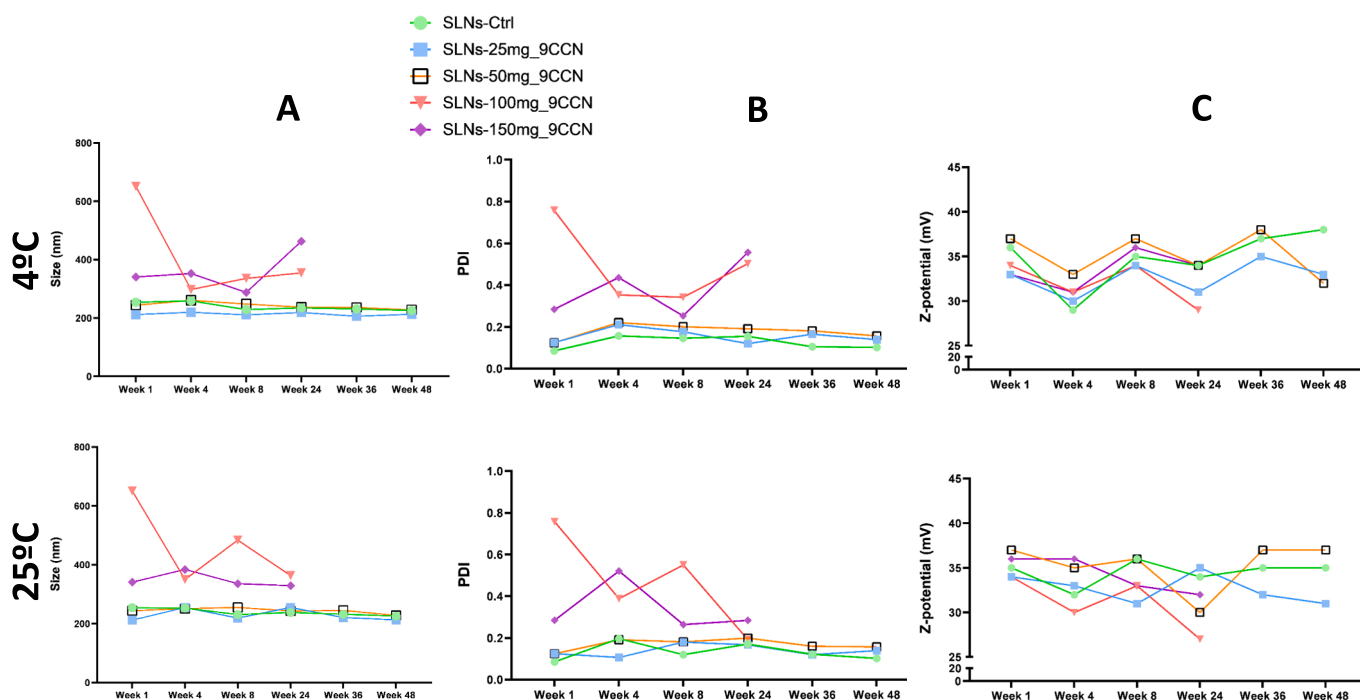 SLNs-Ctrl
SLNs-25mg_9CCN
SLNs-50mg_9CCN
SLNs-100mg_9CCN
SLNs-150mg_9CCN
A
B
C
4ºC
Size (nm)
800
600
400
200
0
Week 1 Week 4 Week 8 Week 24 Week 36 Week 48
PDI
1.0
0.8
0.6
0.4
0.2
0.0
Week 1 Week 4 Week 8 Week 24 Week 36 Week 48
Z-potential (mV)
45
40
35
30
25
20
0
Week 1 Week 4 Week 8 Week 24 Week 36 Week 48
25ºC
Size (nm)
800
600
400
200
0
Week 1 Week 4 Week 8 Week 24 Week 36 Week 48
PDI
1.0
0.8
0.6
0.4
0.2
0.0
Week 1 Week 4 Week 8 Week 24 Week 36 Week 48
Z-potential (mV)
45
40
35
30
25
20
0
Week 1 Week 4 Week 8 Week 24 Week 36 Week 48